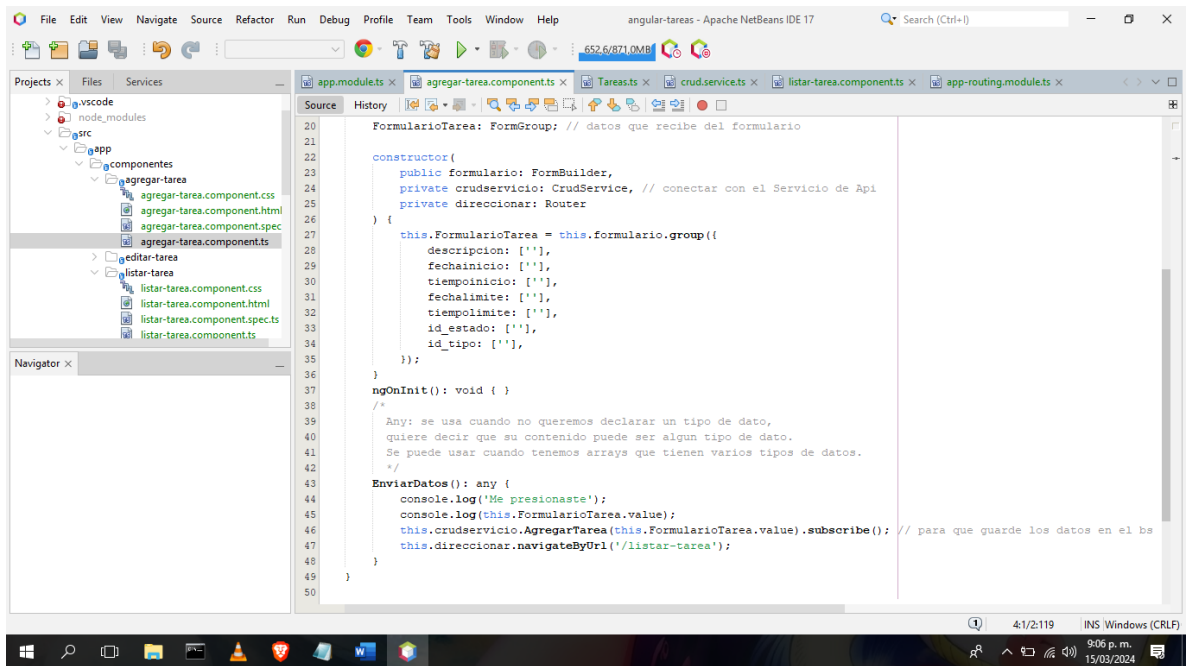 File Edit View Navigate Source Refactor Run Debug Profile Team Tools Window Help
angular-tareas - Apache NetBeans IDE 17
Search (Ctrl+I)
652,6/871,0MB
Projects Files Services
.vscode
node_modules
src
app
componentes
agregar-tarea
agregar-tarea.component.css
agregar-tarea.component.html
agregar-tarea.component.spec
agregar-tarea.component.ts
editar-tarea
listar-tarea
listar-tarea.component.css
listar-tarea.component.html
listar-tarea.component.spec.ts
listar-tarea.component.ts
Navigator
app.module.ts agregar-tarea.component.ts Tareas.ts crud.service.ts listar-tarea.component.ts app-routing.module.ts
Source History
20 FormularioTarea: FormGroup; // datos que recibe del formulario
21
22 constructor(
23 public formulario: FormBuilder,
24 private crudservicio: CrudService, // conectar con el Servicio de Api
25 private direccionar: Router
26 ) {
27 this.FormularioTarea = this.formulario.group({
28 descripcion: [''],
29 fechainicio: [''],
30 tiempoinicio: [''],
31 fechalimite: [''],
32 tiempolimite: [''],
33 id_estado: [''],
34 id_tipo: [''],
35 });
36 }
37 ngOnInit(): void { }
38 /*
39 Any: se usa cuando no queremos declarar un tipo de dato,
40 quiere decir que su contenido puede ser algun tipo de dato.
41 Se puede usar cuando tenemos arrays que tienen varios tipos de datos.
42 */
43 EnviarDatos(): any {
44 console.log('Me presionaste');
45 console.log(this.FormularioTarea.value);
46 this.crudservicio.AgregarTarea(this.FormularioTarea.value).subscribe(); // para que guarde los datos en el bs
47 this.direccionar.navigateByUrl('/listar-tarea');
48 }
49 }
50
1 4:1/2:119 INS Windows (CRLF)
9:06 p. m.
15/03/2024